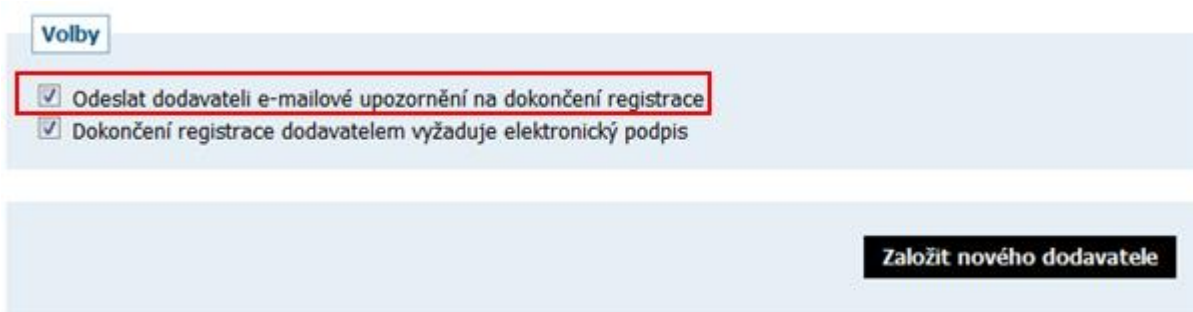 Volby
Odeslat dodavateli e-mailové upozornění na dokončení registrace
Dokončení registrace dodavatelem vyžaduje elektronický podpis
Založit nového dodavatele